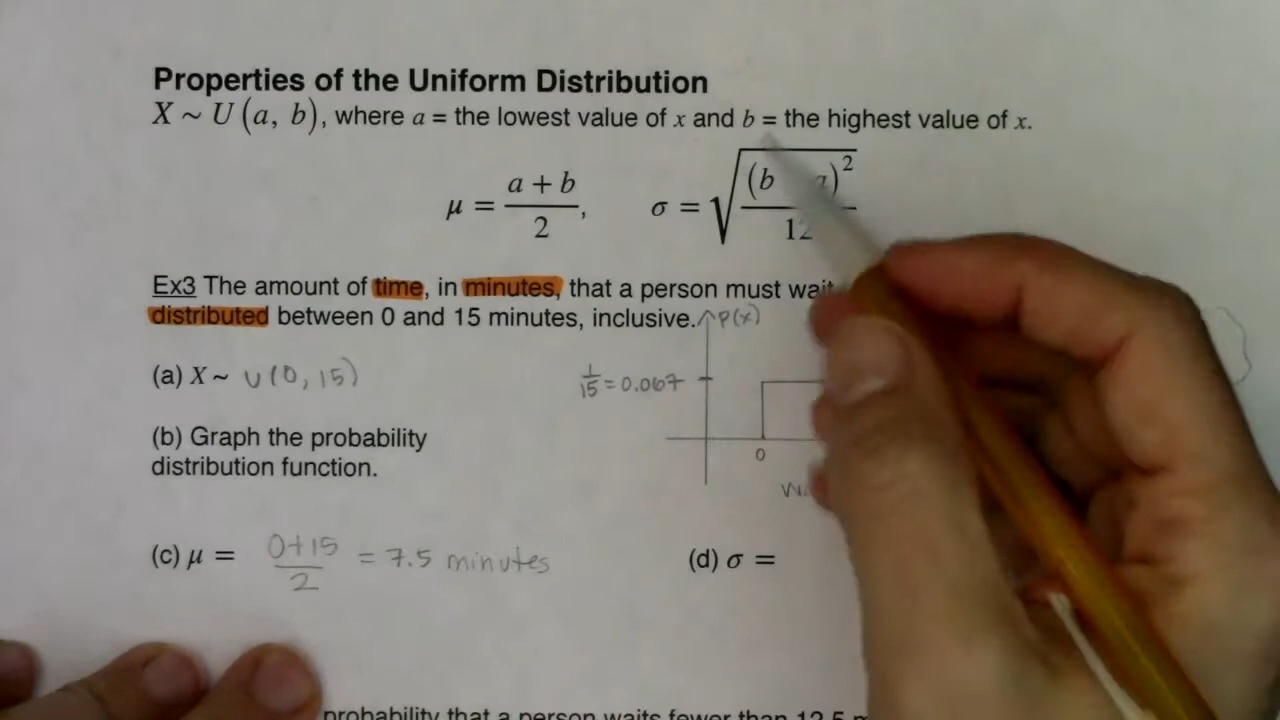 Properties of the Uniform Distribution
X ~ U (a, b), where a = the lowest value of x and b = the highest value of x.
μ = a + b / 2, σ = √((b a)² / 12
Ex3 The amount of time, in minutes, that a person must wait
distributed between 0 and 15 minutes, inclusive. P(x)
(a) X ~ U(0, 15) 1/15 = 0.067
(b) Graph the probability
distribution function.
0
(c) μ = 0+15 / 2 = 7.5 minutes (d) σ =
probability that a person waits fewer than 12.5